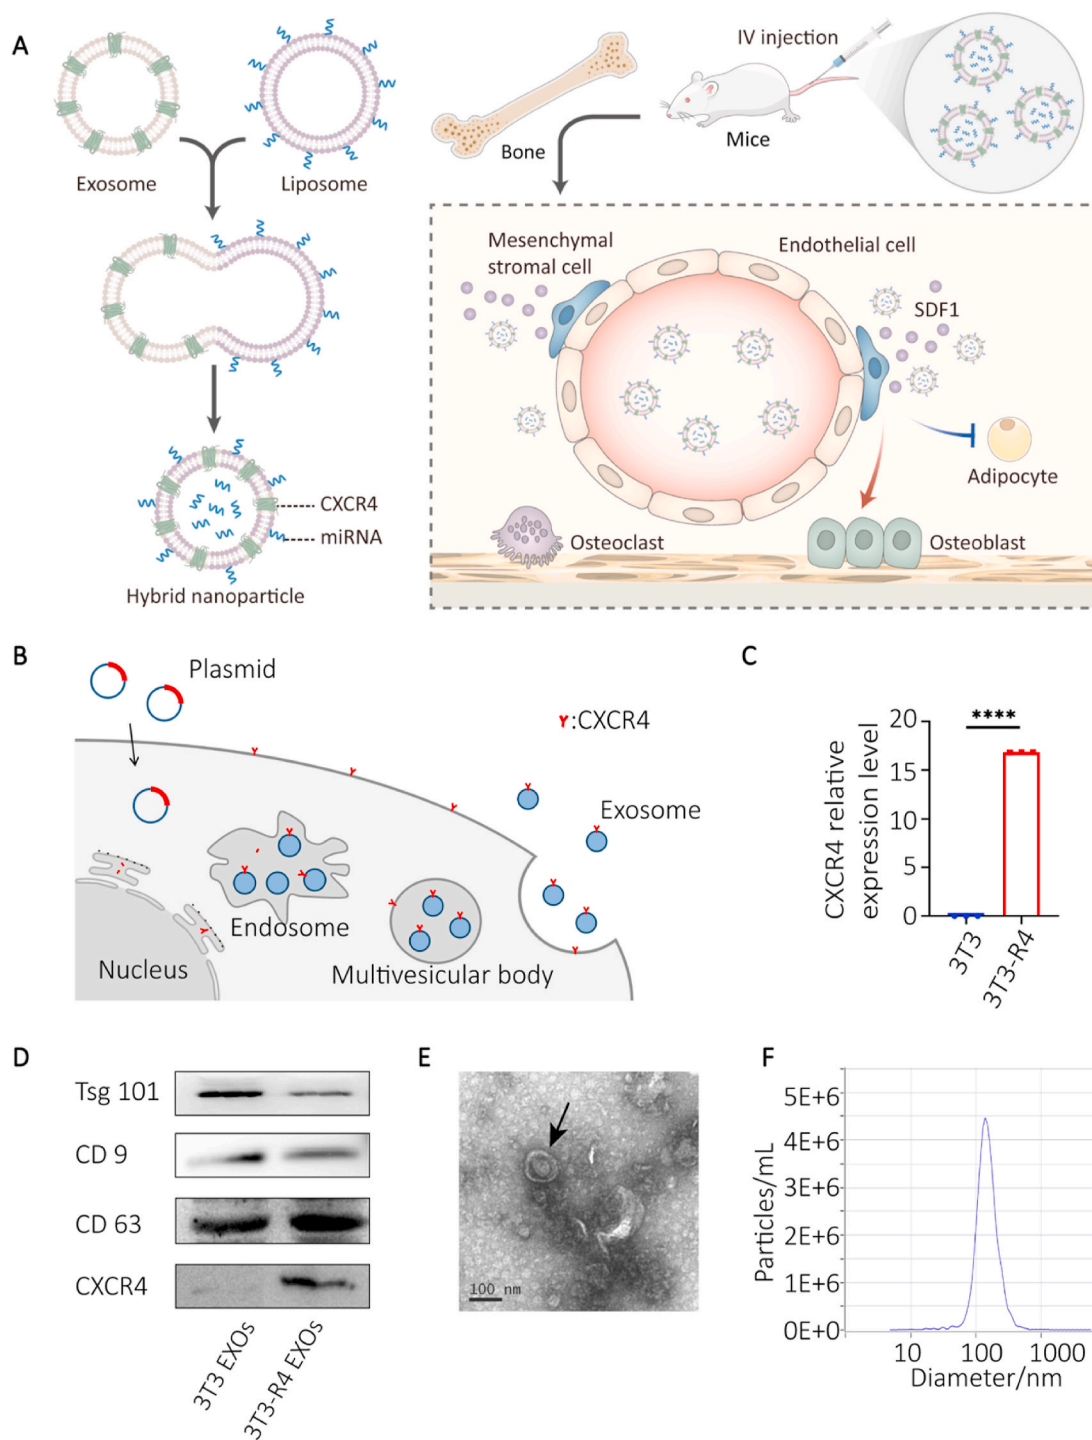 A
Exosome
Liposome
CXCR4
miRNA
Hybrid nanoparticle
IV injection
Bone
Mice
Mesenchymal
stromal cell
Endothelial cell
SDF1
Adipocyte
Osteoclast
Osteoblast
B
Plasmid
:CXCR4
Exosome
Endosome
Nucleus
Multivesicular body
C
CXCR4 relative
expression level
20
15
10
5
0
****
3T3
3T3-R4
D
Tsg 101
CD 9
CD 63
CXCR4
3T3 EXOs
3T3-R4 EXOs
E
100 nm
F
Particles/mL
5E+6
4E+6
3E+6
2E+6
1E+6
0E+0
10
100
1000
Diameter/nm